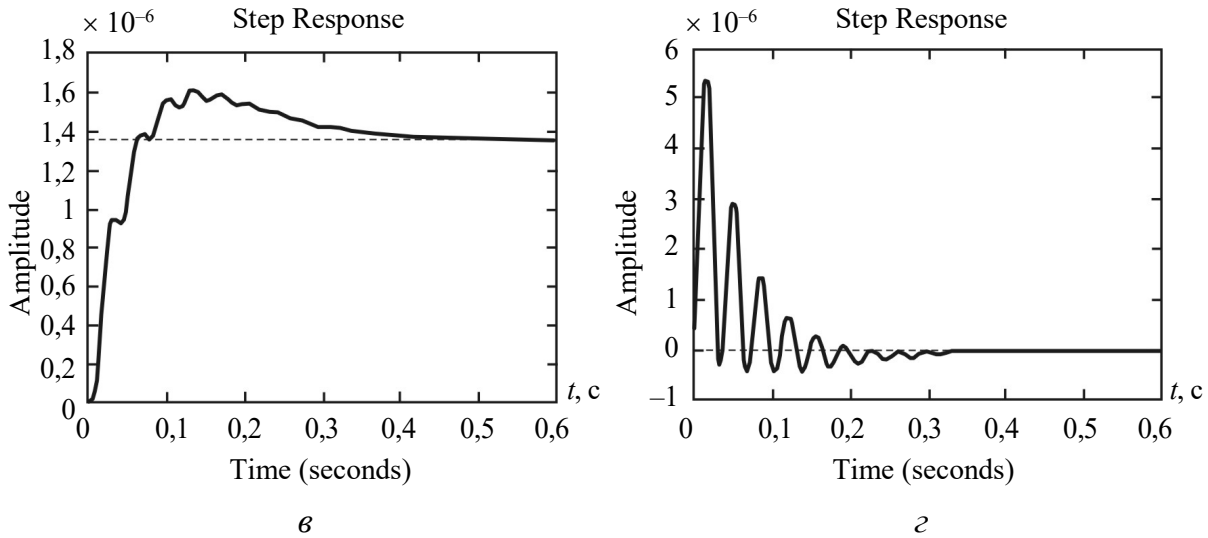 × 10⁻⁶ Step Response
1,8
1,6
1,4
1,2
1
0,8
0,6
0,4
0,2
0
Amplitude
0 0,1 0,2 0,3 0,4 0,5 0,6
t, с
Time (seconds)
в
× 10⁻⁶ Step Response
6
5
4
3
2
1
0
–1
Amplitude
0 0,1 0,2 0,3 0,4 0,5 0,6
t, с
Time (seconds)
г